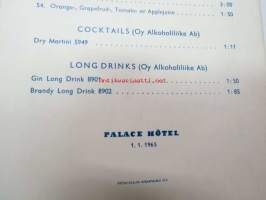 3:00
54. Orange-, Grapefruit-, Tomato- or Applejuice . 1:50
COCKTAILS (Oy Alkoholiliike Ab)
Dry Martini 5949 1:11
LONG DRINKS (Oy Alkoholiliike Ab)
Gin Long Drink 8901 1:50
Brandy Long Drink 8902 1:85
PALACE HÔTEL
1. 1. 1965